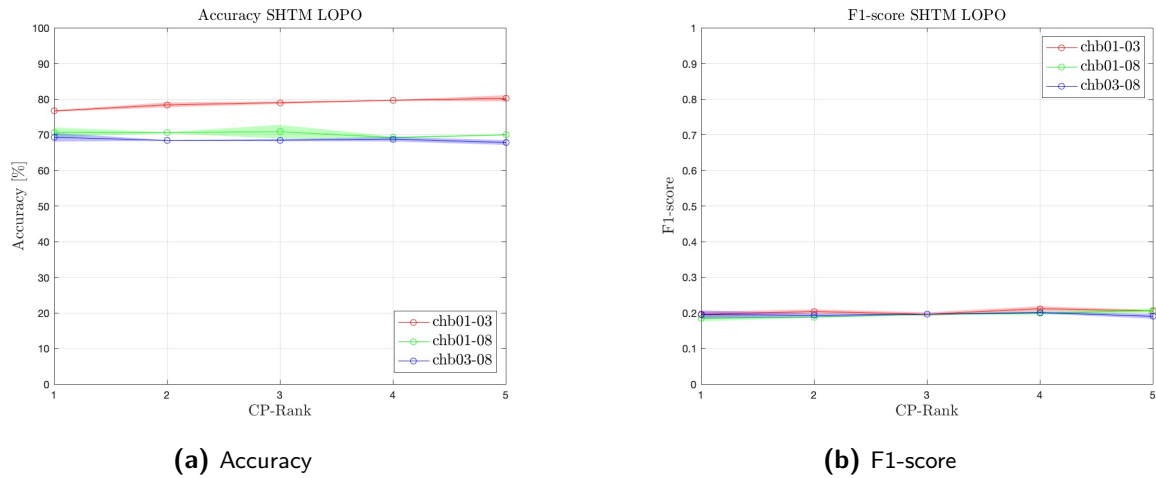 Accuracy SHTM LOPO
100
90
80
70
60
50
40
30
20
10
0
Accuracy [%]
1 2 3 4 5
CP-Rank
chb01-03
chb01-08
chb03-08
(a) Accuracy
F1-score SHTM LOPO
1
0.9
0.8
0.7
0.6
0.5
0.4
0.3
0.2
0.1
0
F1-score
1 2 3 4 5
CP-Rank
chb01-03
chb01-08
chb03-08
(b) F1-score